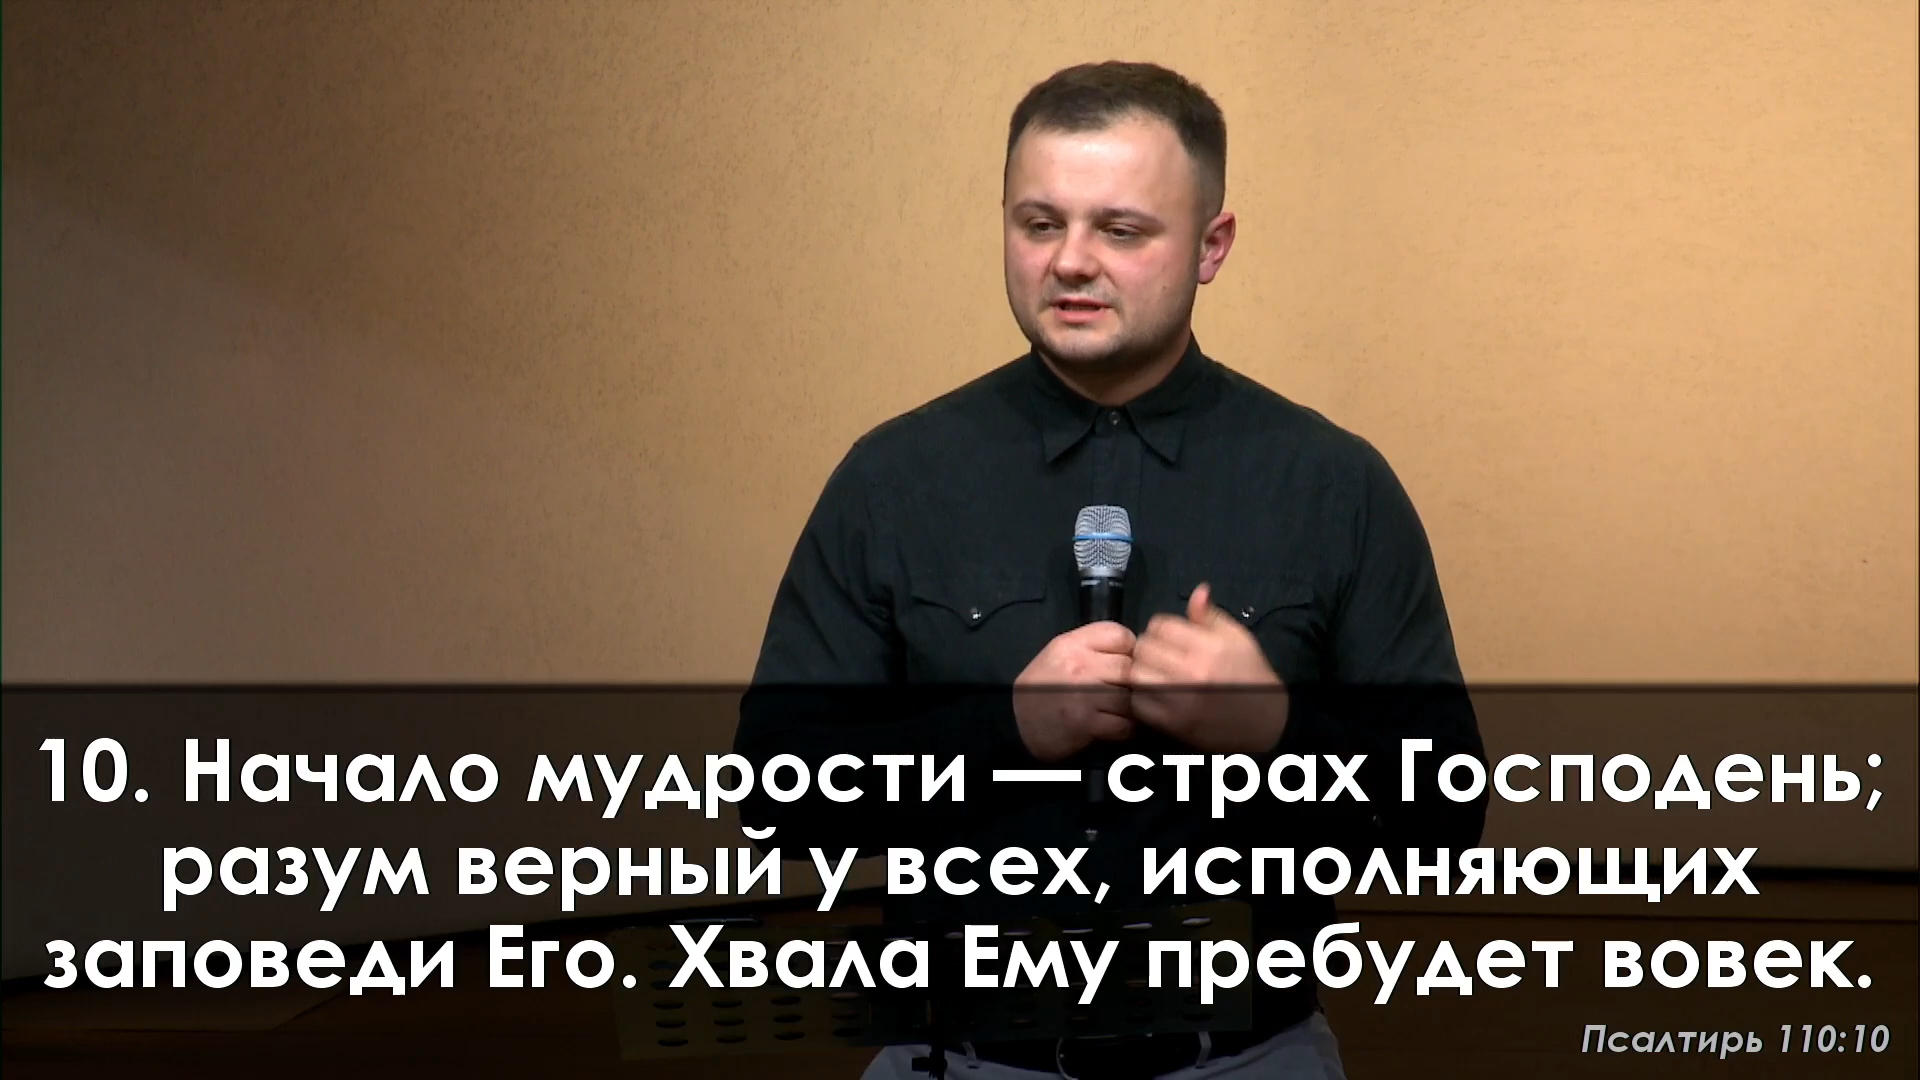 10. Начало мудрости — страх Господень;
разум верный у всех, исполняющих
заповеди Его. Хвала Ему пребудет вовек.
Псалтирь 110:10